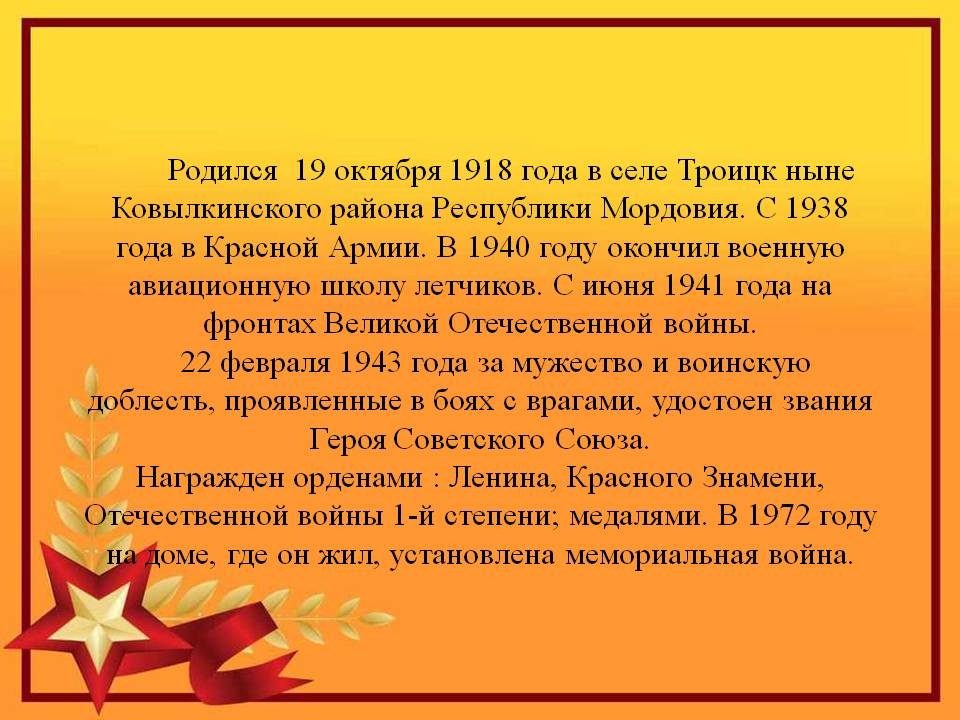 Родился 19 октября 1918 года в селе Троицк ныне
Ковылкинского района Республики Мордовия. С 1938
года в Красной Армии. В 1940 году окончил военную
авиационную школу летчиков. С июня 1941 года на
фронтах Великой Отечественной войны.
22 февраля 1943 года за мужество и воинскую
доблесть, проявленные в боях с врагами, удостоен звания
Героя Советского Союза.
Награжден орденами : Ленина, Красного Знамени,
Отечественной войны 1-й степени; медалями. В 1972 году
на доме, где он жил, установлена мемориальная война.